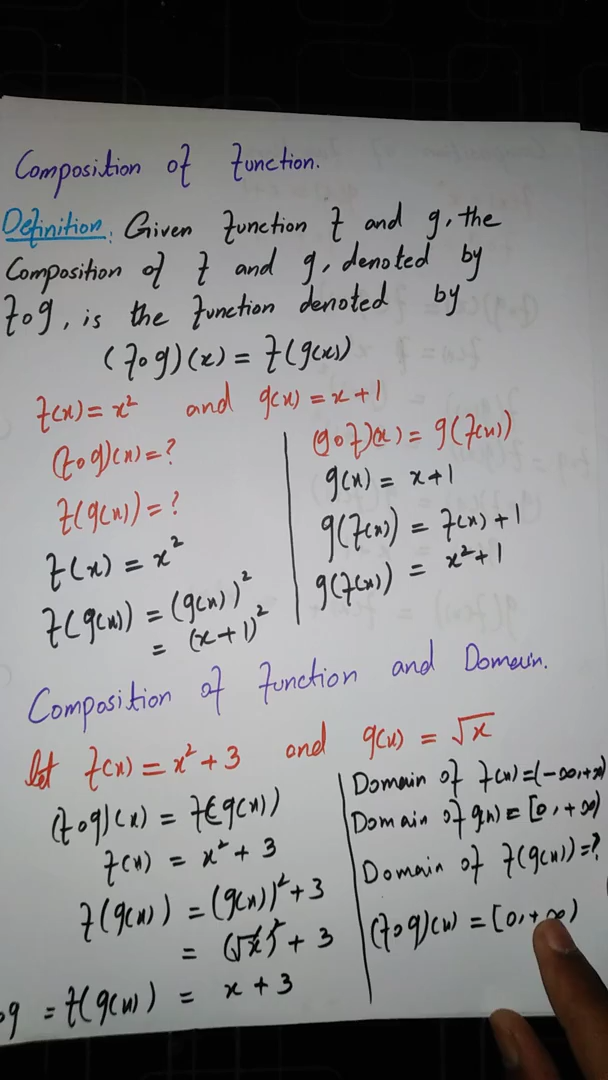 Composition of function.
Definition: Given function f and g, the
Composition of f and g, denoted by
fog, is the function denoted by
(fog)(x) = f(g(x))
f(x) = x² and g(x) = x+1
(fog)(x) = ?
f(g(x)) = ?
f(x) = x²
f(g(x)) = (g(x))²
= (x+1)²
(gof)(x) = g(f(x))
g(x) = x+1
g(f(x)) = f(x)+1
g(f(x)) = x²+1
Composition of function and Domain.
let f(x) = x²+3 and g(x) = √x
(fog)(x) = f(g(x))
f(x) = x²+3
f(g(x)) = (g(x))²+3
= (√x)²+3
og = f(g(x)) = x+3
Domain of f(x) = (-∞,+∞)
Domain of g(x) = [0,+∞)
Domain of f(g(x)) = ?
(fog)(x) = [0,+∞)